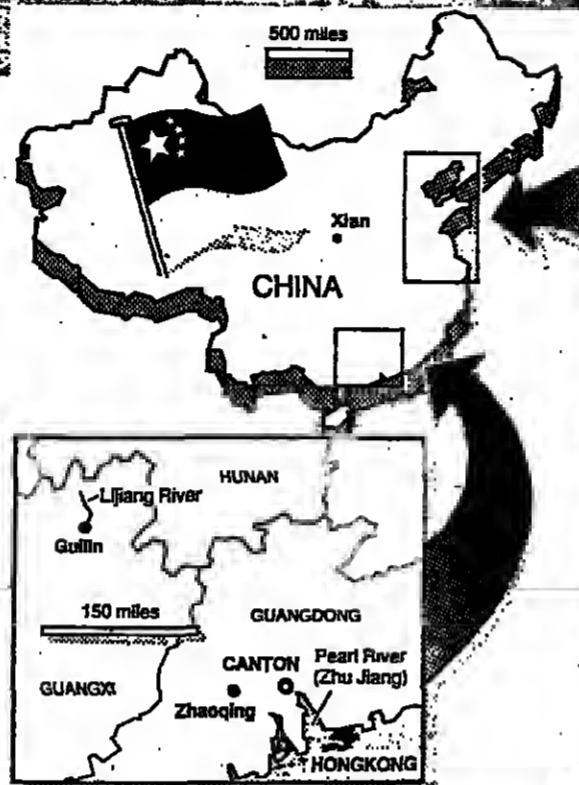 500 miles
Xian
CHINA
HUNAN
Lijiang River
Guilin
150 miles
GUANGDONG
GUANGXI
CANTON
Pearl River
(Zhu Jiang)
Zhaoqing
HONGKONG